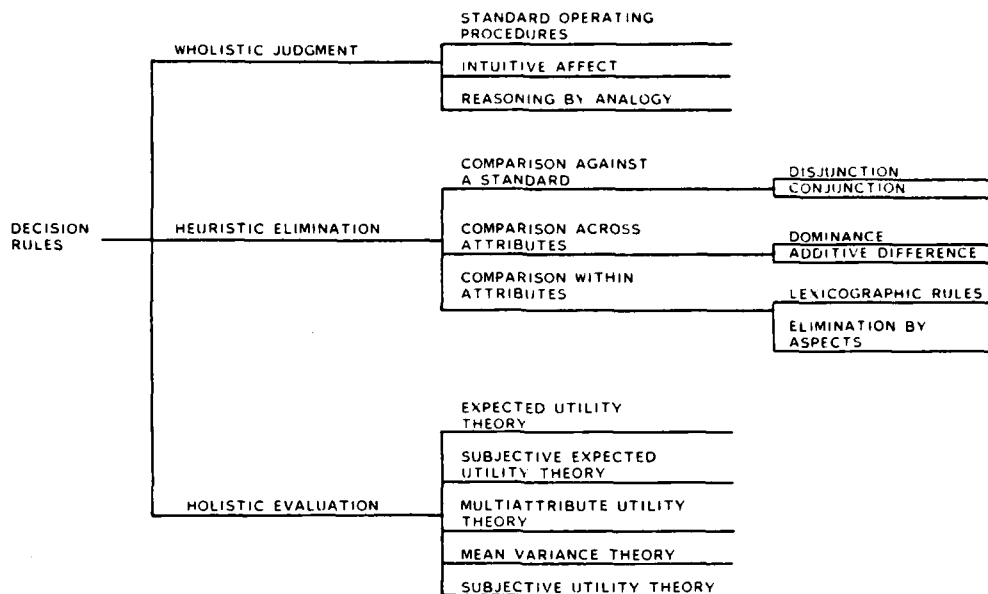 DECISION
RULES
WHOLISTIC JUDGMENT
STANDARD OPERATING
PROCEDURES
INTUITIVE AFFECT
REASONING BY ANALOGY
HEURISTIC ELIMINATION
COMPARISON AGAINST
A STANDARD
DISJUNCTION
CONJUNCTION
COMPARISON ACROSS
ATTRIBUTES
DOMINANCE
ADDITIVE DIFFERENCE
COMPARISON WITHIN
ATTRIBUTES
LEXICOGRAPHIC RULES
ELIMINATION BY
ASPECTS
HOLISTIC EVALUATION
EXPECTED UTILITY
THEORY
SUBJECTIVE EXPECTED
UTILITY THEORY
MULTIATTRIBUTE UTILITY
THEORY
MEAN VARIANCE THEORY
SUBJECTIVE UTILITY THEORY